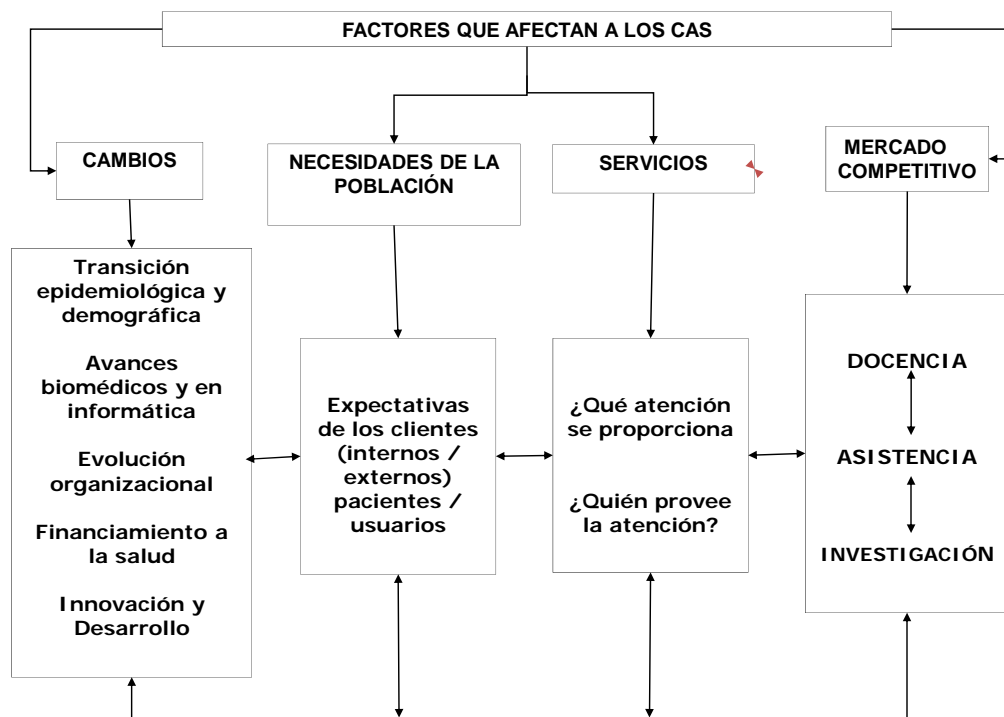 FACTORES QUE AFECTAN A LOS CAS
CAMBIOS
NECESIDADES DE LA
POBLACIÓN
SERVICIOS
MERCADO
COMPETITIVO
Transición
epidemiológica y
demográfica
Avances
biomédicos y en
informática
Evolución
organizacional
Financiamiento a
la salud
Innovación y
Desarrollo
Expectativas
de los clientes
(internos /
externos)
pacientes /
usuarios
¿Qué atención
se proporciona
¿Quién provee
la atención?
DOCENCIA
ASISTENCIA
INVESTIGACIÓN